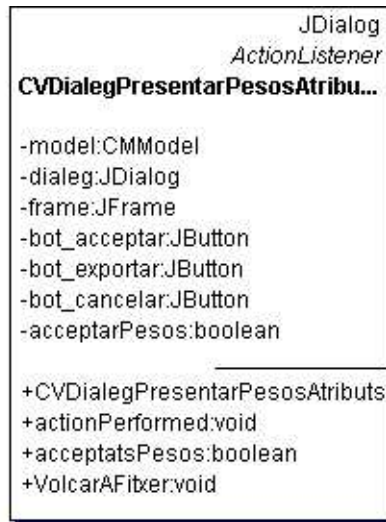 JDialog
ActionListener
CVDialegPresentarPesosAtribu...
-model:CMModel
-dialeg:JDialog
-frame:JFrame
-bot_acceptar:JButton
-bot_exportar:JButton
-bot_cancelar:JButton
-acceptarPesos:boolean
+CVDialegPresentarPesosAtributs
+actionPerformed:void
+acceptatsPesos:boolean
+VolcarAFitxer:void